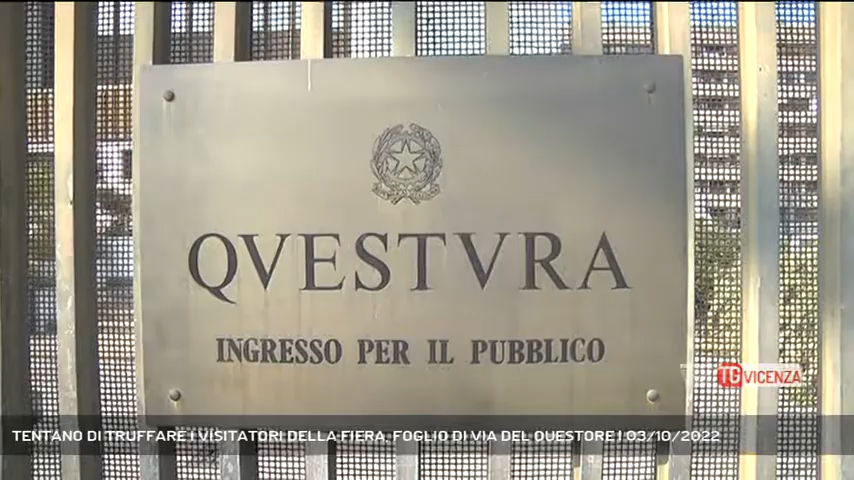 QVESTVRA
INGRESSO PER IL PUBBLICO
TGVICENZA
TENTANO DI TRUFFARE I VISITATORI DELLA FIERA, FOGLIO DI VIA DEL QUESTORE | 03/10/2022